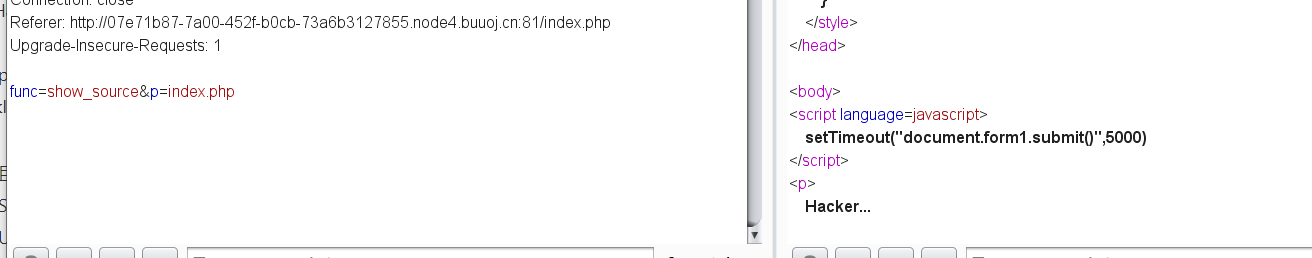 Connection: close
Referer: http://07e71b87-7a00-452f-b0cb-73a6b3127855.node4.buuoj.cn:81/index.php
Upgrade-Insecure-Requests: 1
func=show_source&p=index.php
}
</style>
</head>
<body>
<script language=javascript>
setTimeout("document.form1.submit()",5000)
</script>
<p>
Hacker...